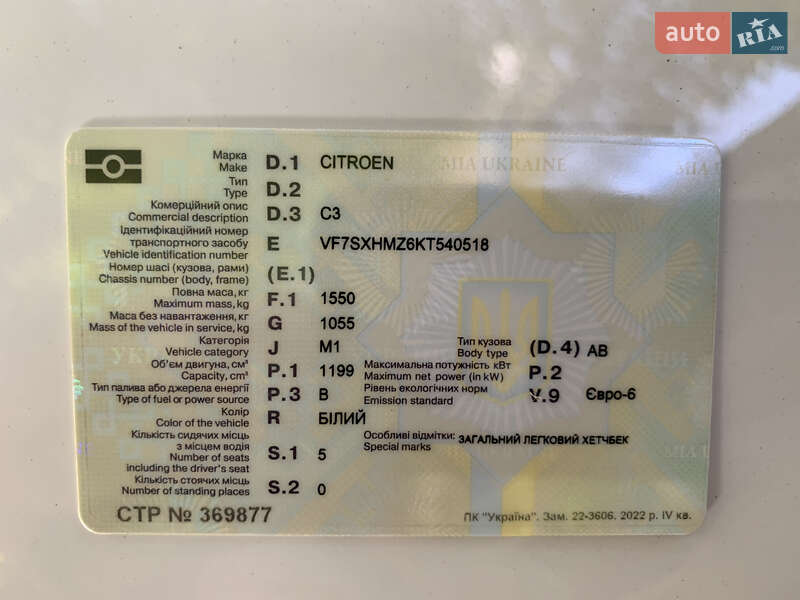 auto RIA
MIA UKRAINE
MIA U
Марка D.1 CITROEN
Make
Тип D.2
Type
Комерційний опис D.3 C3
Commercial description
Ідентифікаційний номер
транспортного засобу E VF7SXHMZ6KT540518
Vehicle identification number
Номер шасі (кузова, рами) (E.1)
Chassis number (body, frame)
Повна маса, кг F.1 1550
Maximum mass, kg
Маса без навантаження, кг G 1055
Mass of the vehicle in service, kg
Категорія J M1 Тип кузова (D.4) AB
Vehicle category Body type
Об'єм двигуна, см³ P.1 1199 Максимальна потужність кВт P.2
Capacity, cm³ Maximum net power (in kW)
Тип палива або джерела енергії P.3 B Рівень екологічних норм V.9 Євро-6
Type of fuel or power source Emission standard
Колір R БІЛИЙ
Color of the vehicle
Кількість сидячих місць Особливі відмітки: ЗАГАЛЬНИЙ ЛЕГКОВИЙ ХЕТЧБЕК
з місцем водія S.1 5 Special marks
Number of seats
including the driver's seat
Кількість стоячих місць S.2 0
Number of standing places
СТР № 369877
ПК "Україна". Зам. 22-3606. 2022 р. IV кв.